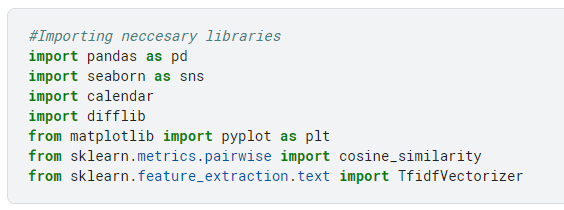 #Importing neccesary libraries
import pandas as pd
import seaborn as sns
import calendar
import difflib
from matplotlib import pyplot as plt
from sklearn.metrics.pairwise import cosine_similarity
from sklearn.feature_extraction.text import TfidfVectorizer